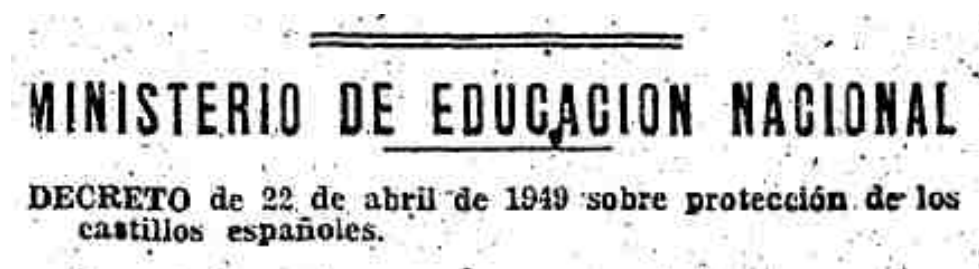 MINISTERIO DE EDUCACION NACIONAL
DECRETO de 22 de abril de 1949 sobre protección de los
castillos españoles.